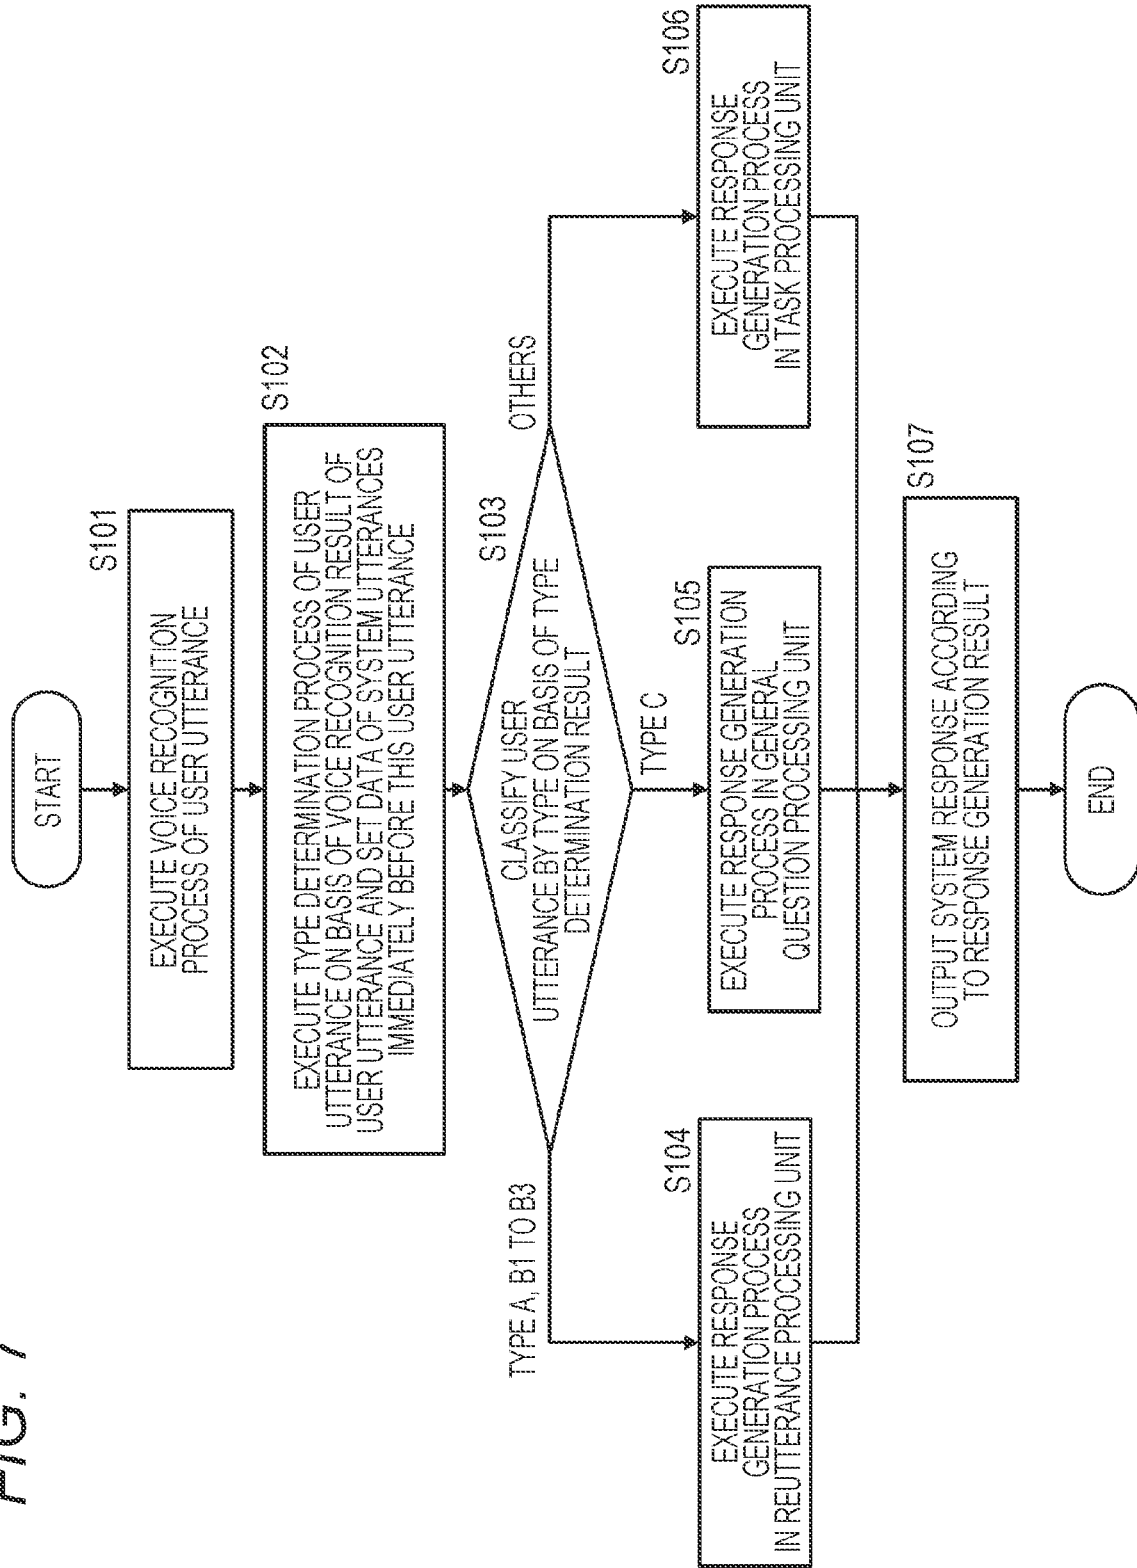 FIG. 7
START
S101
EXECUTE VOICE RECOGNITION
PROCESS OF USER UTTERANCE
S102
EXECUTE TYPE DETERMINATION PROCESS OF USER
UTTERANCE ON BASIS OF VOICE RECOGNITION RESULT OF
USER UTTERANCE AND SET DATA OF SYSTEM UTTERANCES
IMMEDIATELY BEFORE THIS USER UTTERANCE
S103
CLASSIFY USER
UTTERANCE BY TYPE ON BASIS OF TYPE
DETERMINATION RESULT
TYPE A, B1 TO B3
TYPE C
OTHERS
S104
EXECUTE RESPONSE
GENERATION PROCESS
IN REUTTERANCE PROCESSING UNIT
S105
EXECUTE RESPONSE GENERATION
PROCESS IN GENERAL
QUESTION PROCESSING UNIT
S106
EXECUTE RESPONSE
GENERATION PROCESS
IN TASK PROCESSING UNIT
S107
OUTPUT SYSTEM RESPONSE ACCORDING
TO RESPONSE GENERATION RESULT
END